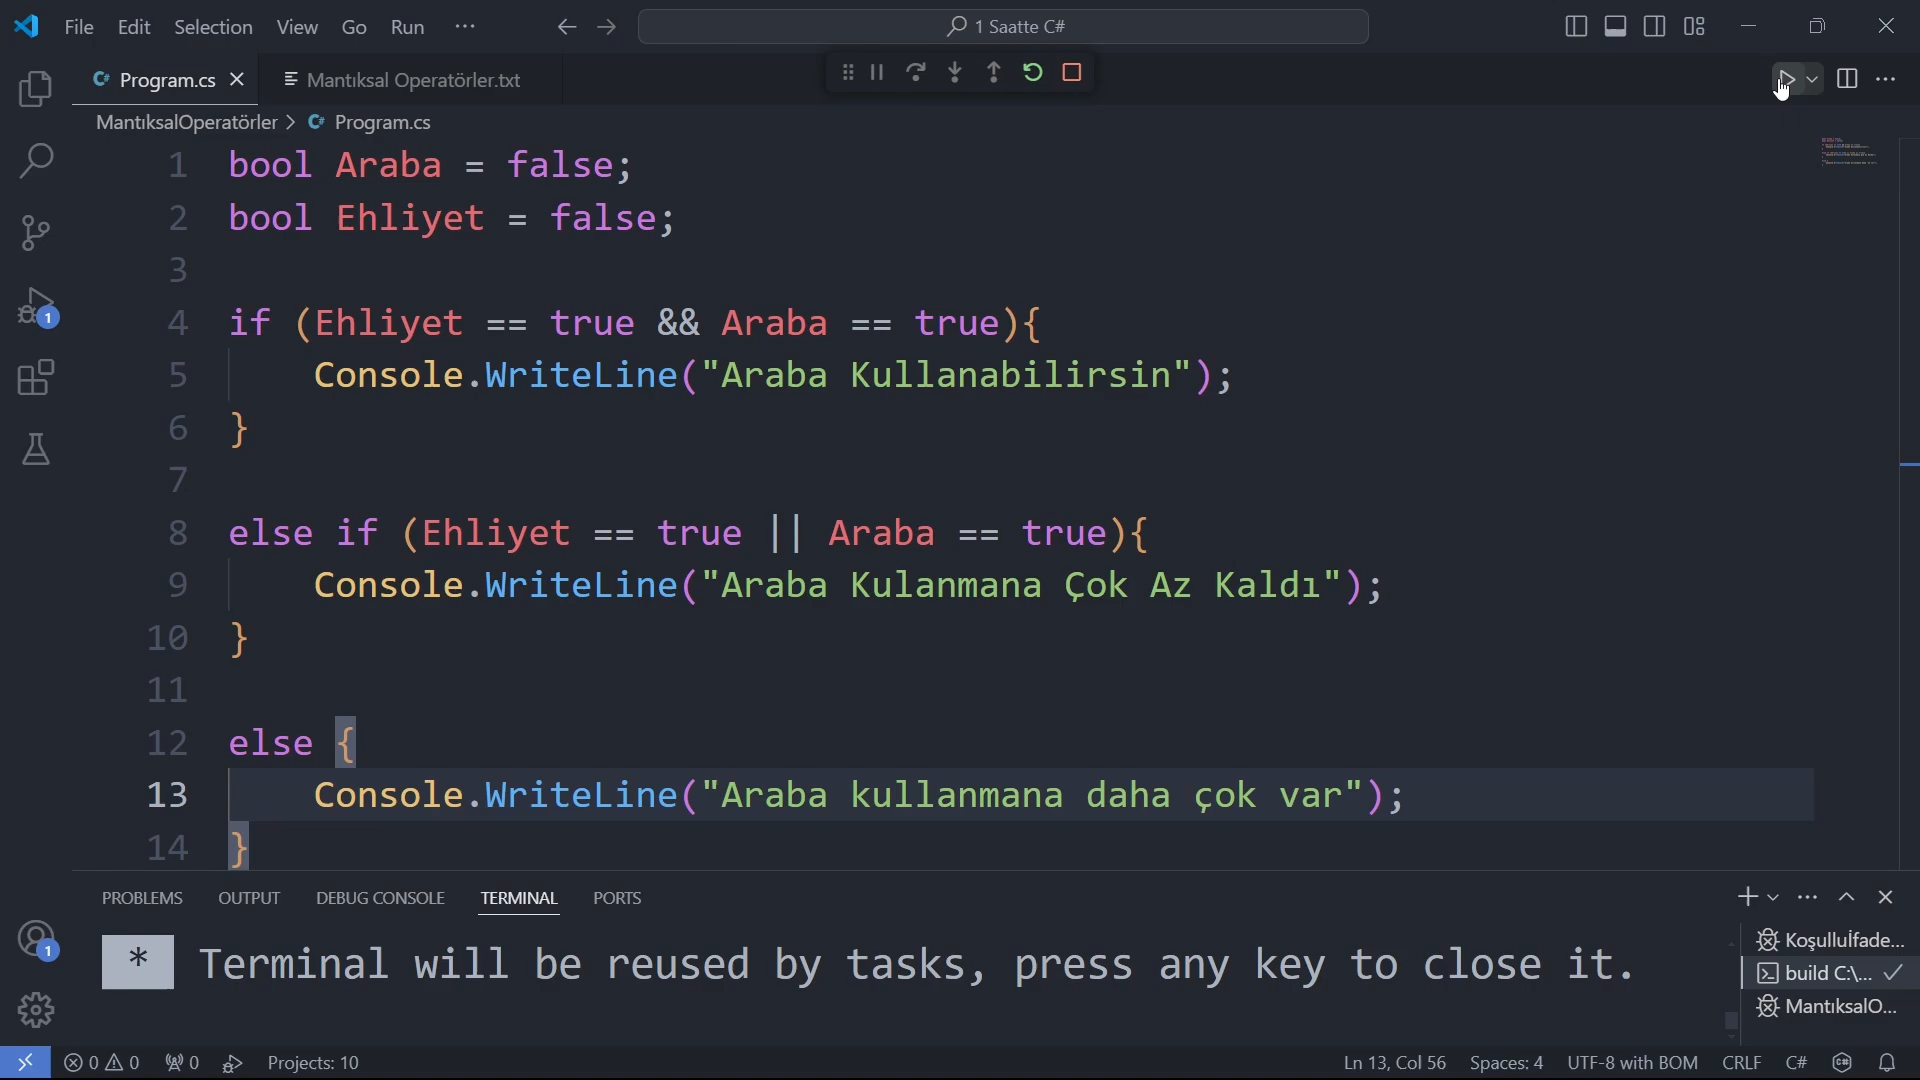 File Edit Selection View Go Run ··· 1 Saatte C#
C# Program.cs Mantıksal Operatörler.txt
MantıksalOperatörler > C# Program.cs
1 bool Araba = false;
2 bool Ehliyet = false;
3
4 if (Ehliyet == true && Araba == true){
5 Console.WriteLine("Araba Kullanabilirsin");
6 }
7
8 else if (Ehliyet == true || Araba == true){
9 Console.WriteLine("Araba Kulanmana Çok Az Kaldı");
10 }
11
12 else {
13 Console.WriteLine("Araba kullanmana daha çok var");
14 }
PROBLEMS OUTPUT DEBUG CONSOLE TERMINAL PORTS
* Terminal will be reused by tasks, press any key to close it.
Koşulluİfade...
build C:\...
MantıksalO...
1
1
0 0 0 Projects: 10 Ln 13, Col 56 Spaces: 4 UTF-8 with BOM CRLF C#